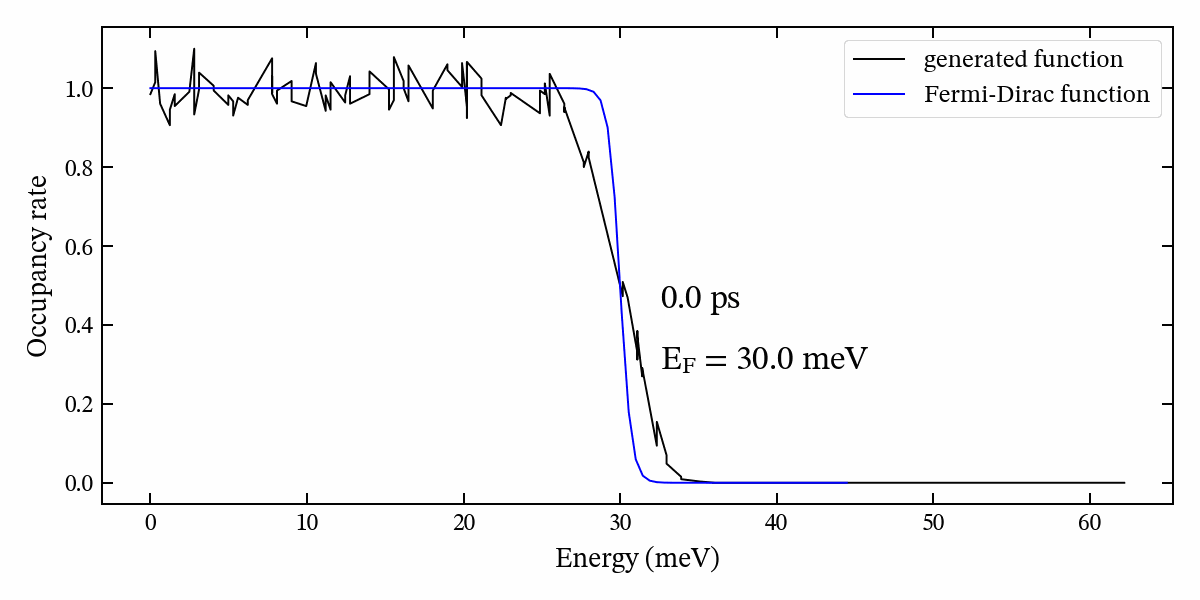 generated function
Fermi-Dirac function
Occupancy rate
1.0
0.8
0.6
0.4
0.2
0.0
0.0 ps
E_F = 30.0 meV
0 10 20 30 40 50 60
Energy (meV)